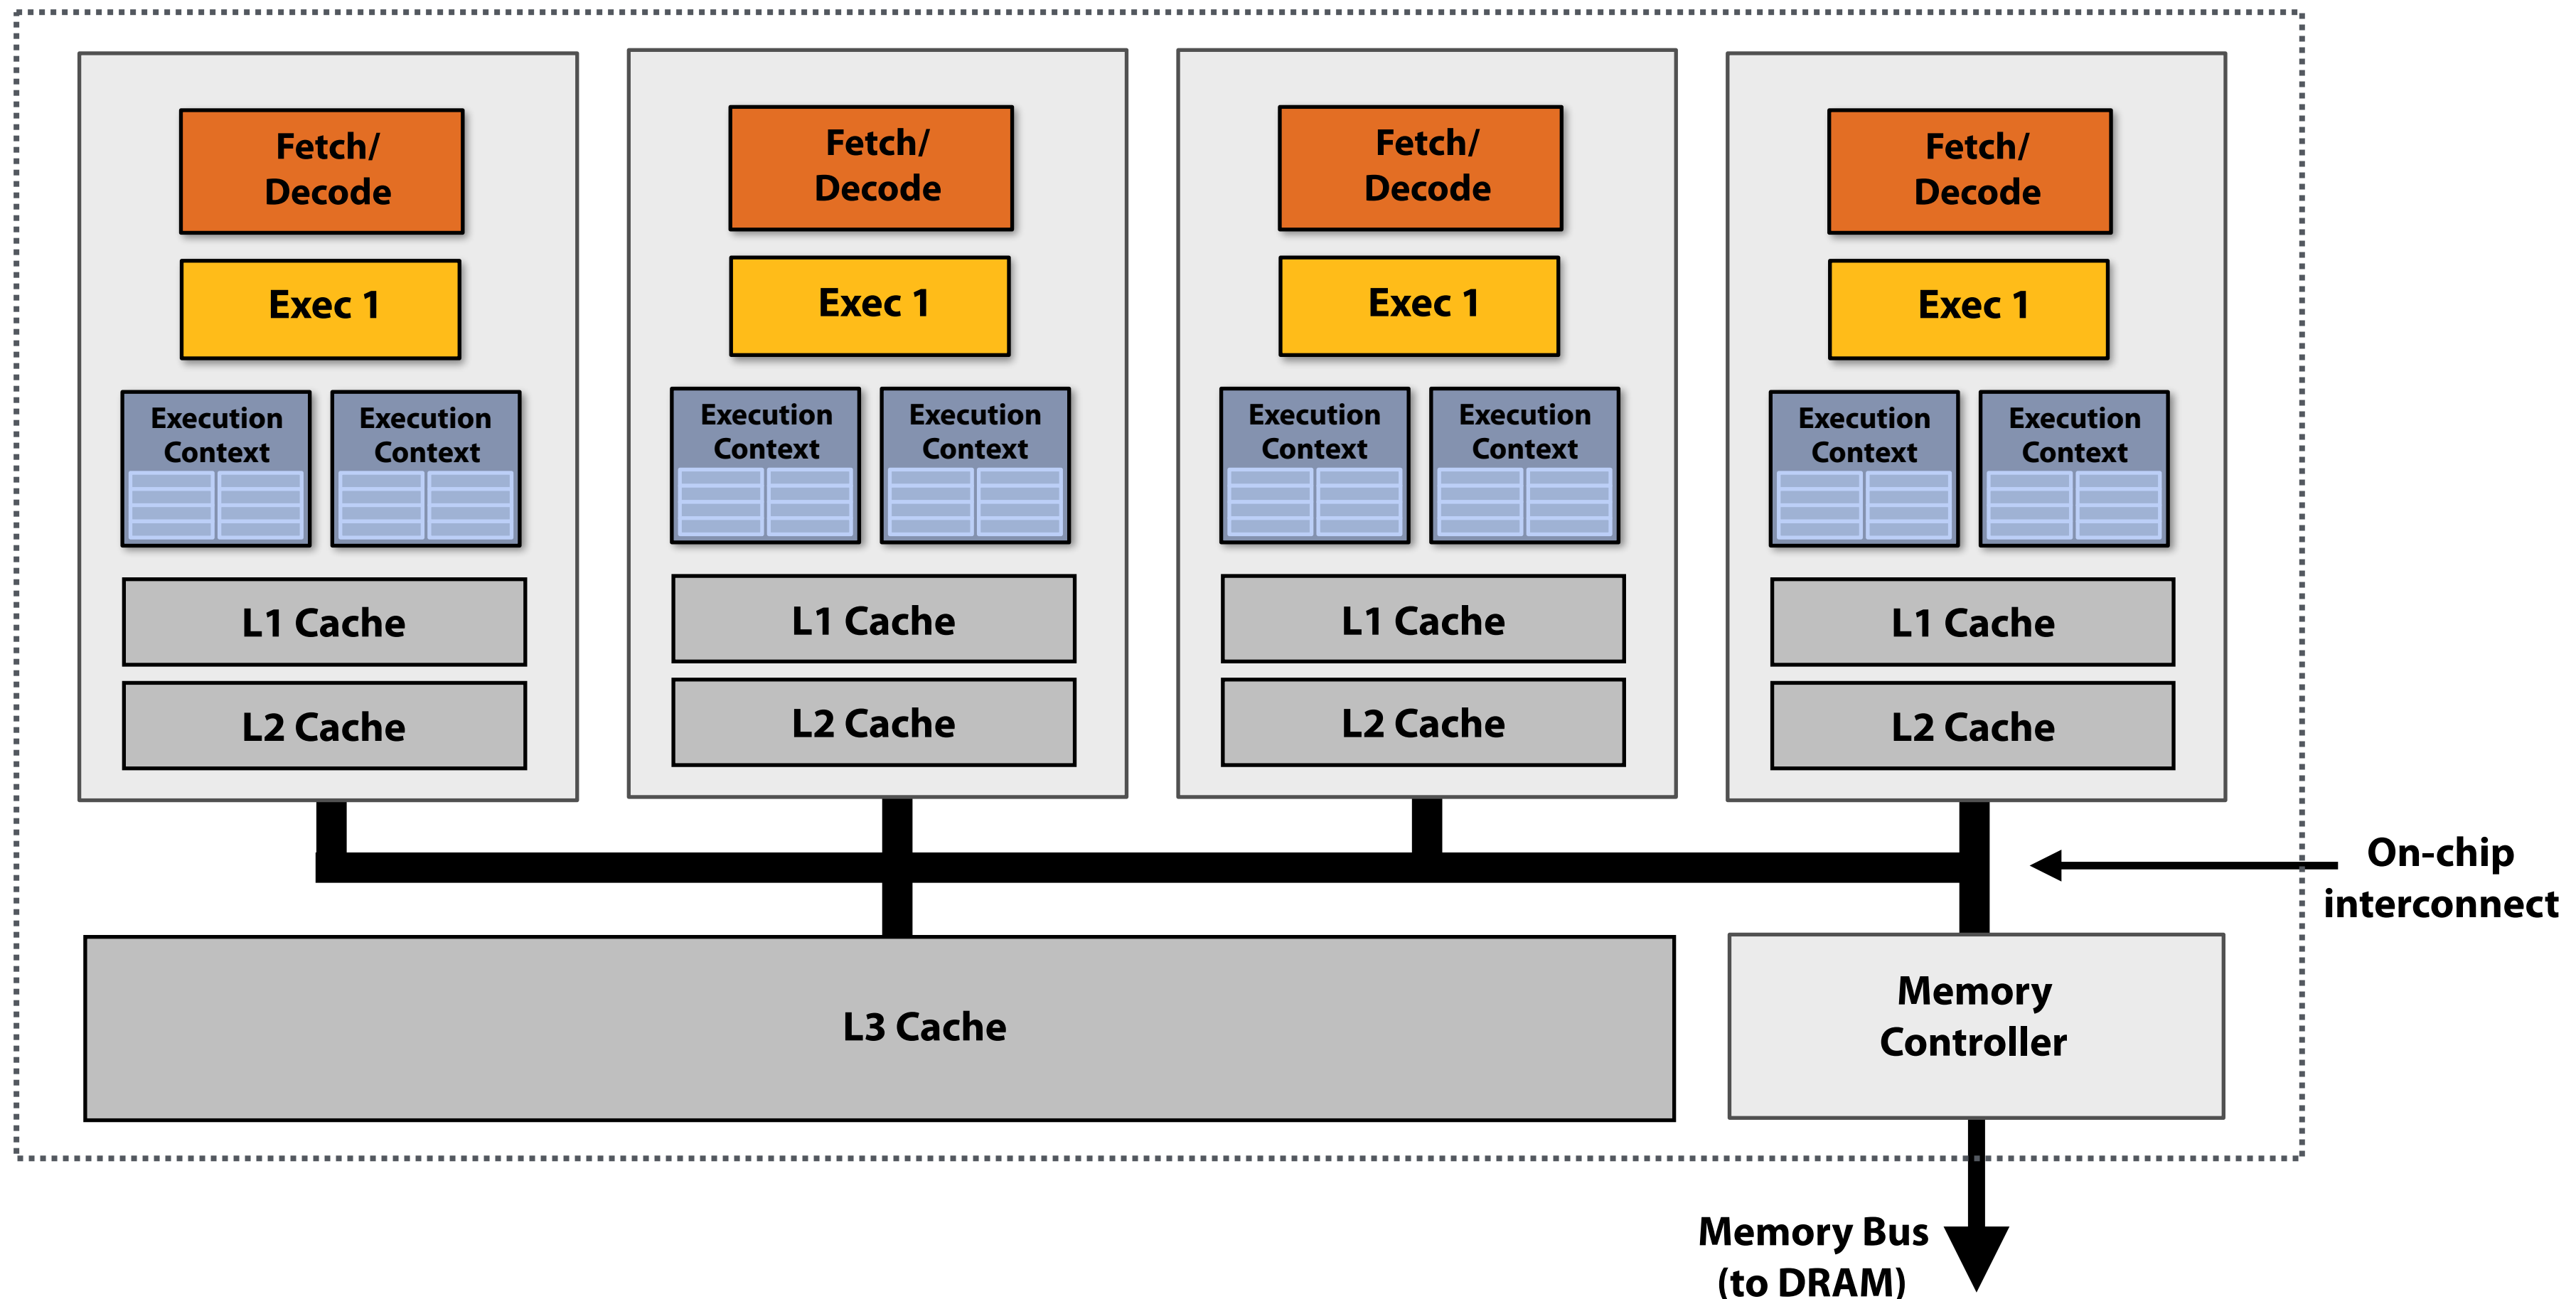 Fetch/
Decode
Exec 1
Execution
Context
Execution
Context
L1 Cache
L2 Cache
Fetch/
Decode
Exec 1
Execution
Context
Execution
Context
L1 Cache
L2 Cache
Fetch/
Decode
Exec 1
Execution
Context
Execution
Context
L1 Cache
L2 Cache
Fetch/
Decode
Exec 1
Execution
Context
Execution
Context
L1 Cache
L2 Cache
On-chip
interconnect
L3 Cache
Memory
Controller
Memory Bus
(to DRAM)